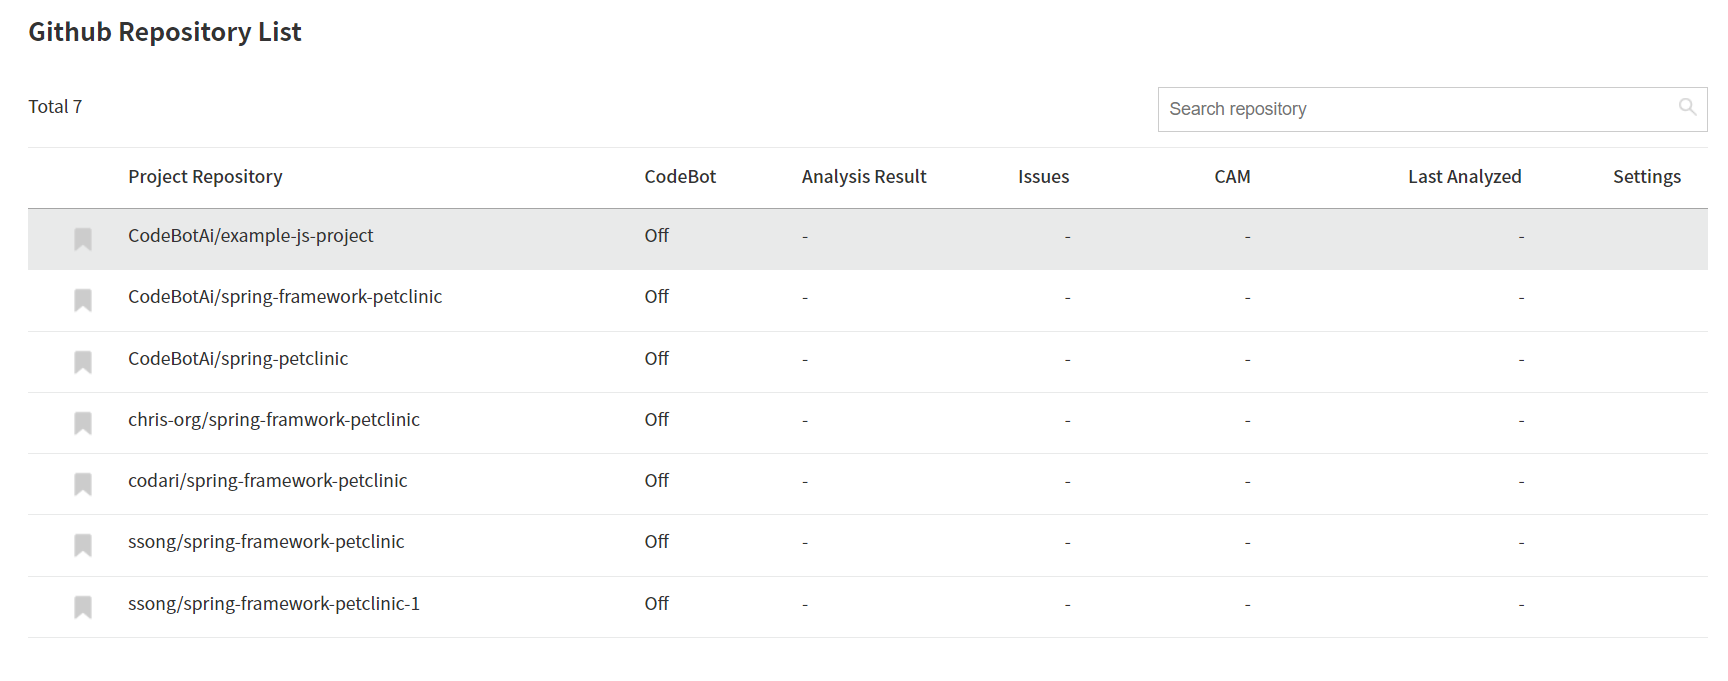 Github Repository List
Total 7
Search repository
Project Repository CodeBot Analysis Result Issues CAM Last Analyzed Settings
CodeBotAi/example-js-project Off - - - -
CodeBotAi/spring-framework-petclinic Off - - - -
CodeBotAi/spring-petclinic Off - - - -
chris-org/spring-framwork-petclinic Off - - - -
codari/spring-framework-petclinic Off - - - -
ssong/spring-framework-petclinic Off - - - -
ssong/spring-framework-petclinic-1 Off - - - -